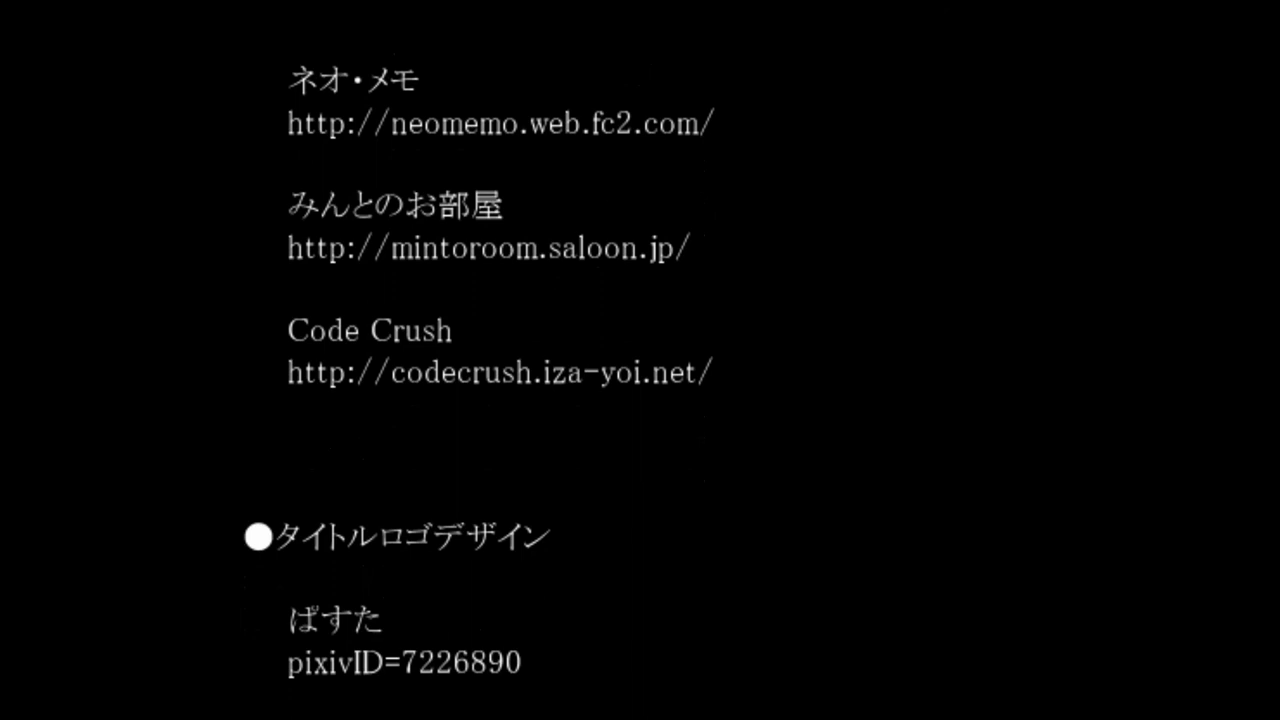 ネオ・メモ
http://neomemo.web.fc2.com/
みんとのお部屋
http://mintoroom.saloon.jp/
Code Crush
http://codecrush.iza-yoi.net/
●タイトルロゴデザイン
ぱすた
pixivID=7226890